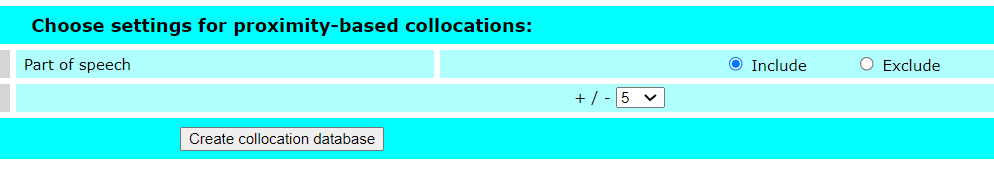 Choose settings for proximity-based collocations:
Part of speech Include Exclude
+ / - 5
Create collocation database